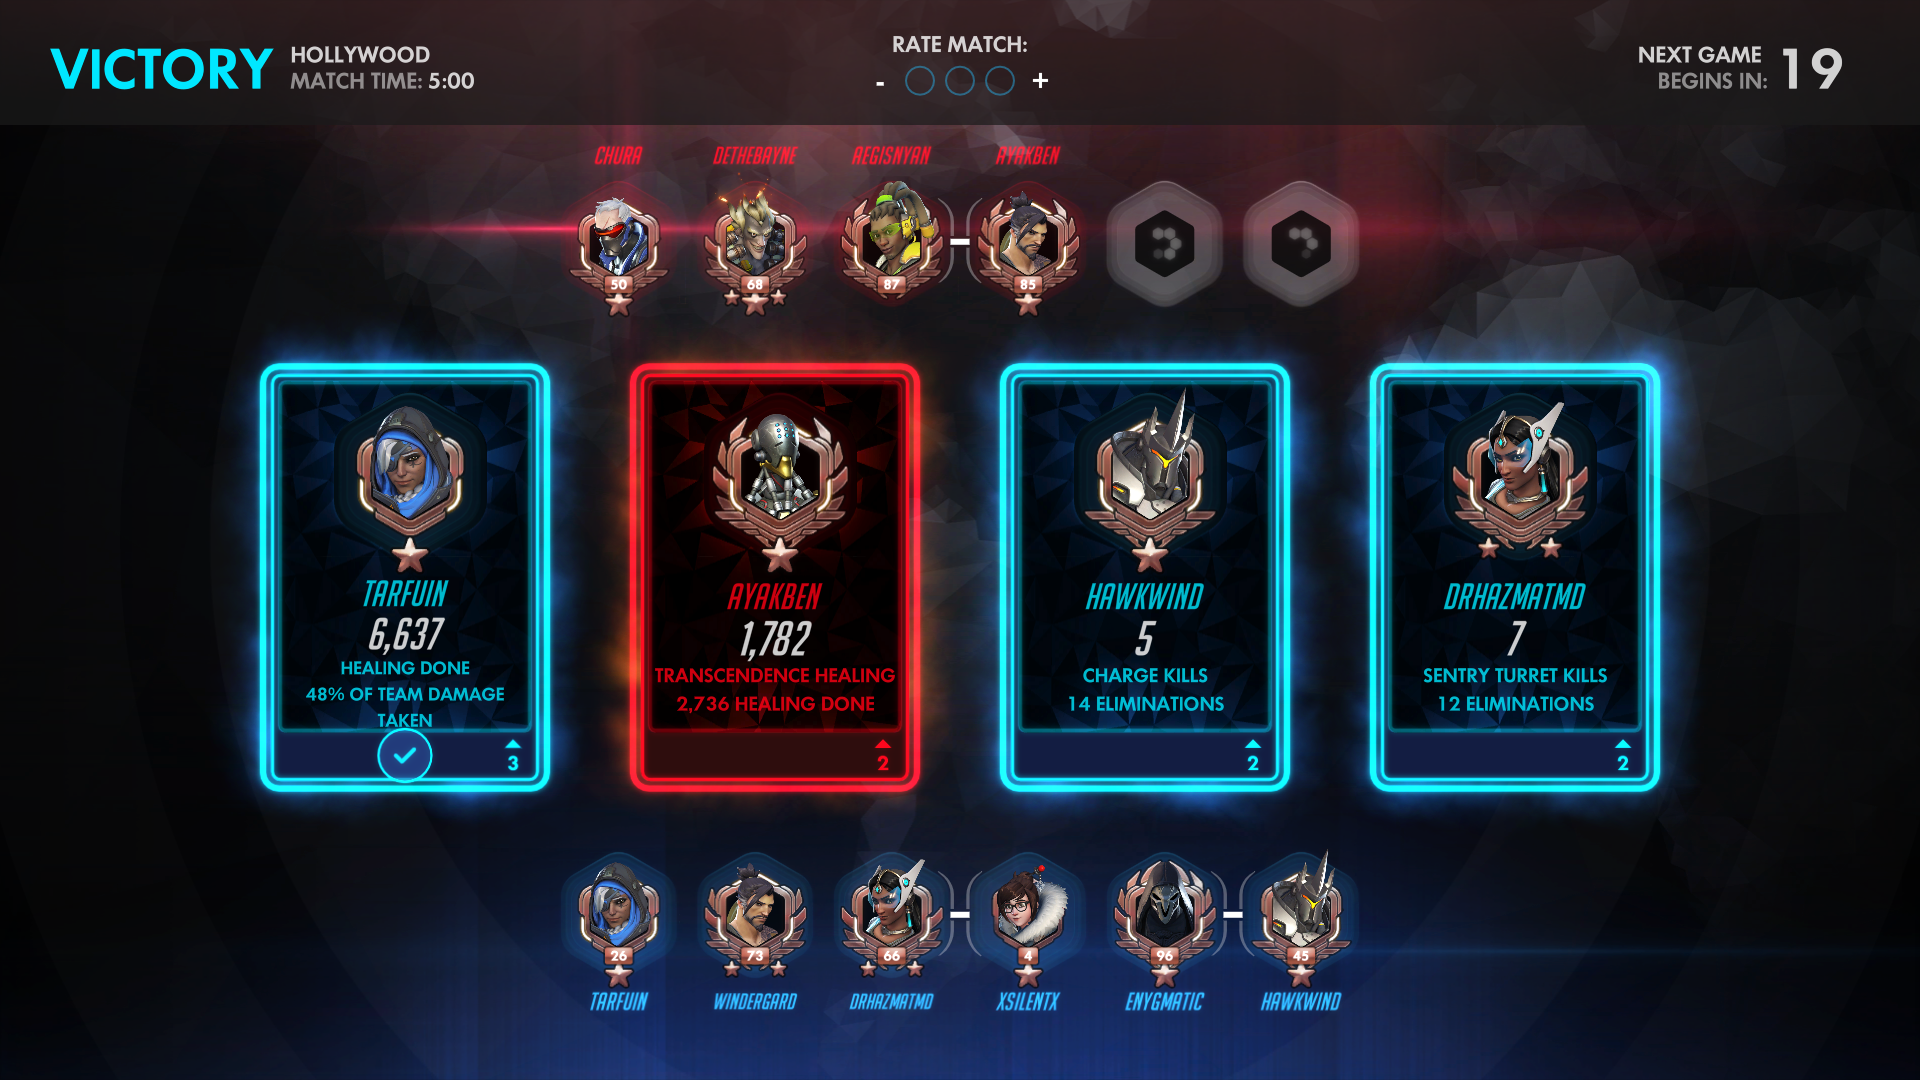 VICTORY
HOLLYWOOD
MATCH TIME: 5:00
RATE MATCH:
- +
NEXT GAME
BEGINS IN:
19
CHURA
DETHEBAYNE
AEGISNYAN
AYAKBEN
50
68
87
85
TARFUIN
6,637
HEALING DONE
48% OF TEAM DAMAGE
TAKEN
3
AYAKBEN
1,782
TRANSCENDENCE HEALING
2,736 HEALING DONE
2
HAWKWIND
5
CHARGE KILLS
14 ELIMINATIONS
2
DRHAZMATMD
7
SENTRY TURRET KILLS
12 ELIMINATIONS
2
26
73
66
4
96
45
TARFUIN
WINDERGARD
DRHAZMATMD
XSILENTX
ENYGMATIC
HAWKWIND